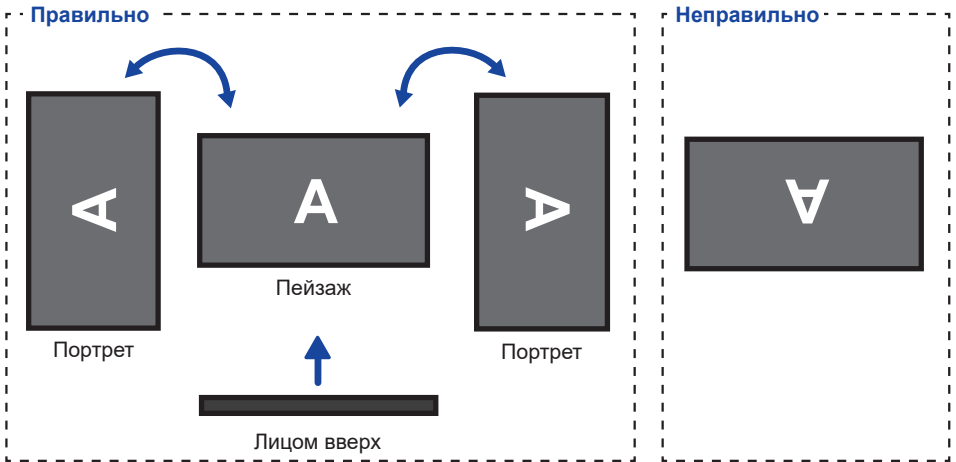 Правильно
Неправильно
A
A
A
A
Пейзаж
Портрет
Портрет
Лицом вверх